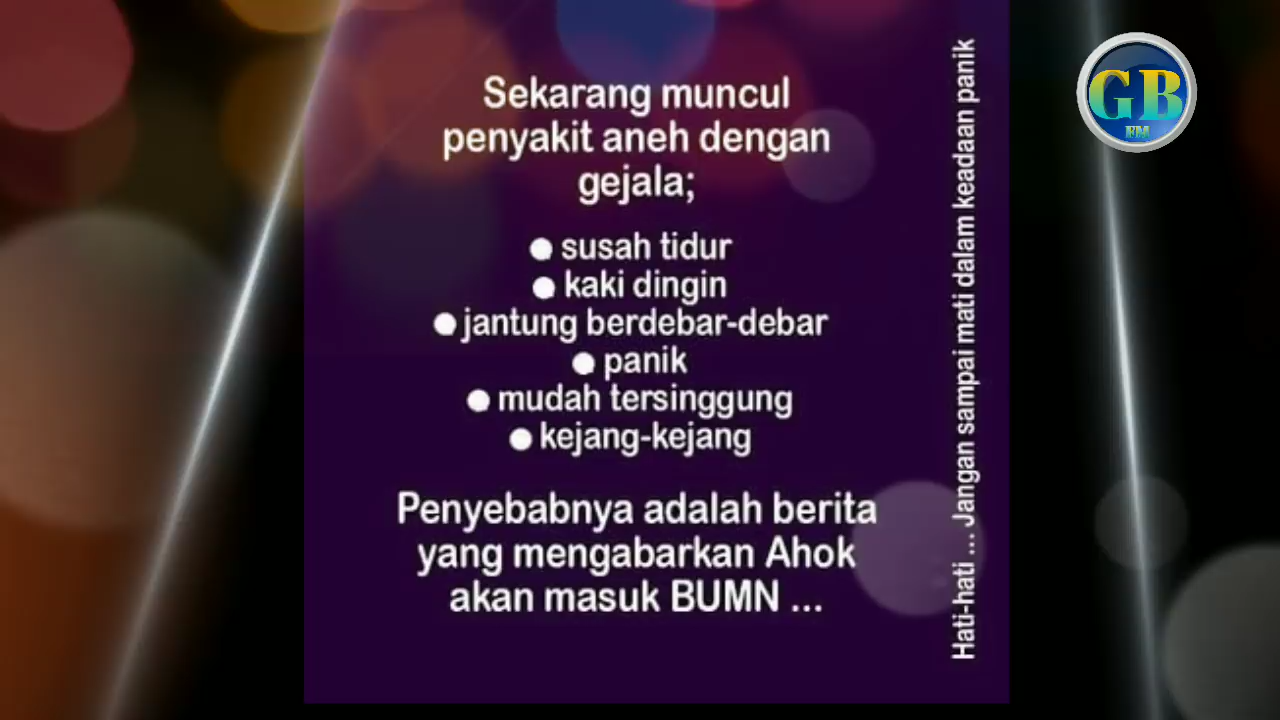 Sekarang muncul
penyakit aneh dengan
gejala;
● susah tidur
● kaki dingin
● jantung berdebar-debar
● panik
● mudah tersinggung
● kejang-kejang
Penyebabnya adalah berita
yang mengabarkan Ahok
akan masuk BUMN ...
Hati-hati ... Jangan sampai mati dalam keadaan panik
GB
FM